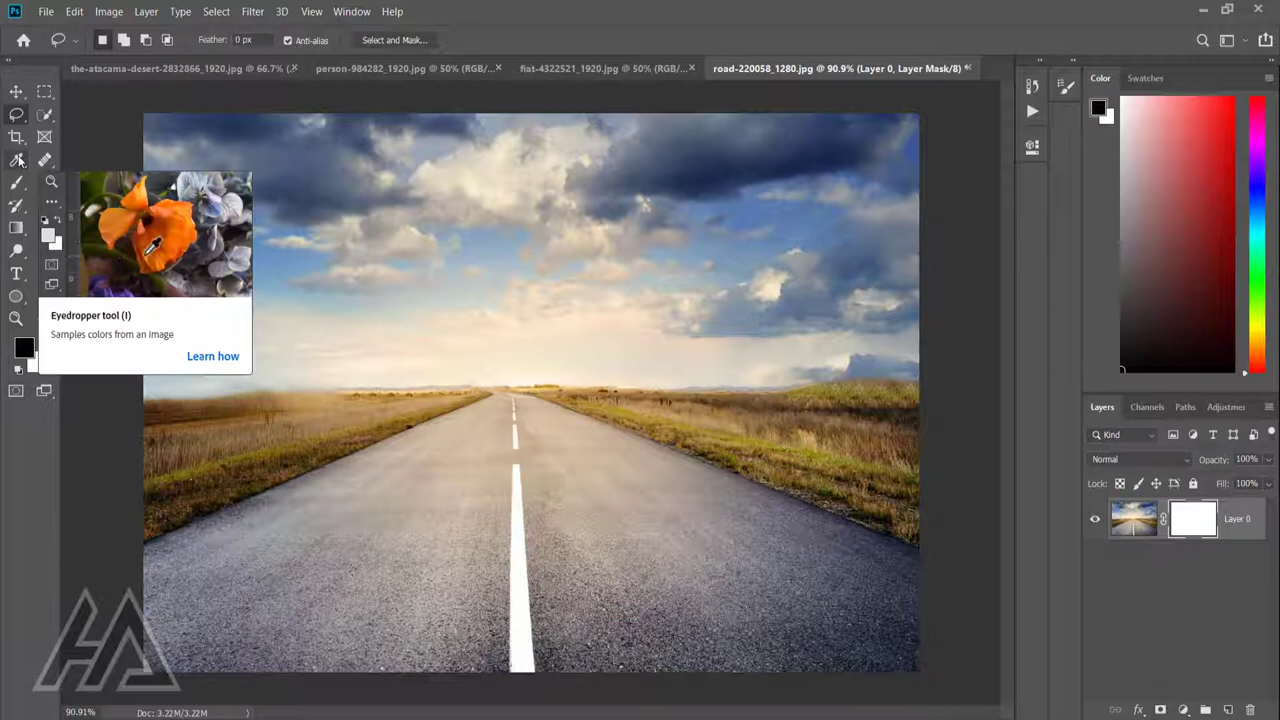 Ps File Edit Image Layer Type Select Filter 3D View Window Help
Feather: 0 px Anti-alias Select and Mask...
the-atacama-desert-2832866_1920.jpg @ 66.7% (.× person-984282_1920.jpg @ 50% (RGB/...× fiat-4322521_1920.jpg @ 50% (RGB/...× road-220058_1280.jpg @ 90.9% (Layer 0, Layer Mask/8)
Color Swatches
Eyedropper tool (I)
Samples colors from an image
Learn how
T
Layers Channels Paths Adjustmer
Kind
Normal Opacity: 100%
Lock: Fill: 100%
Layer 0
HA
90.91% Doc: 3.22M/3.22M
fx